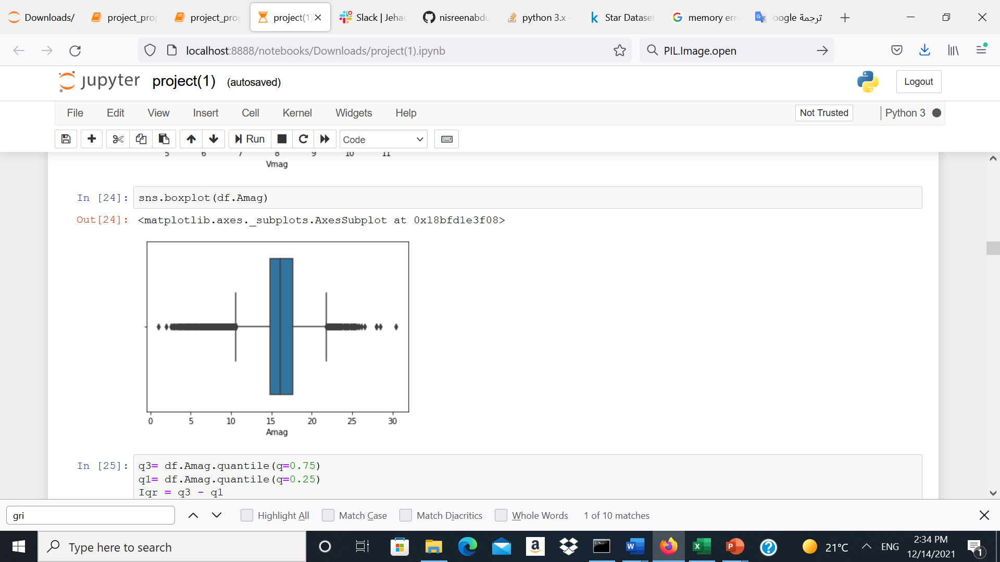 Downloads/ project_prop project_prop project(1) Slack | Jehad nisreenabdu python 3.x - Star Dataset memory erro oogle ترجمة
localhost:8888/notebooks/Downloads/project(1).ipynb PIL.Image.open
jupyter project(1) (autosaved) Logout
File Edit View Insert Cell Kernel Widgets Help Not Trusted Python 3
Run Code
5 6 7 8 9 10 11
Vmag
In [24]: sns.boxplot(df.Amag)
Out[24]: <matplotlib.axes._subplots.AxesSubplot at 0x18bfd1e3f08>
0 5 10 15 20 25 30
Amag
In [25]: q3= df.Amag.quantile(q=0.75)
q1= df.Amag.quantile(q=0.25)
Iqr = q3 - q1
gri Highlight All Match Case Match Diacritics Whole Words 1 of 10 matches
Type here to search 21°C ENG 2:34 PM
12/14/2021 1